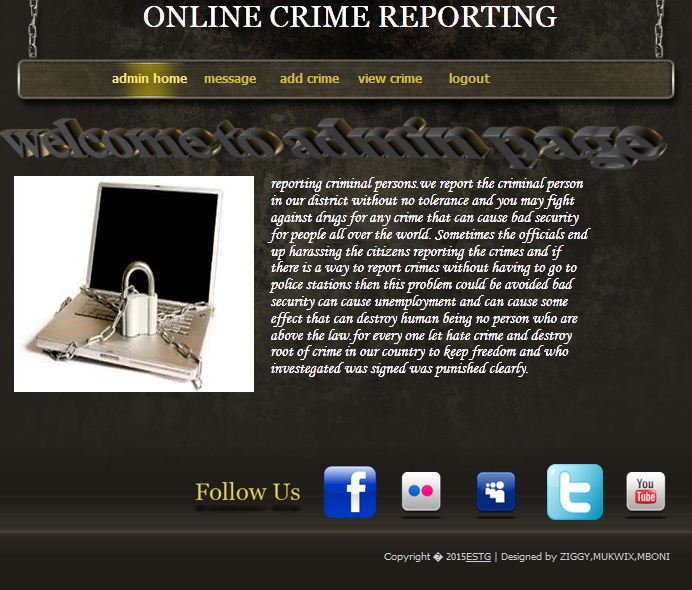 ONLINE CRIME REPORTING
admin home message add crime view crime logout
welcome to admin page
reporting criminal persons.we report the criminal person
in our district without no tolerance and you may fight
against drugs for any crime that can cause bad security
for people all over the world. Sometimes the officials end
up harassing the citizens reporting the crimes and if
there is a way to report crimes without having to go to
police stations then this problem could be avoided bad
security can cause unemployment and can cause some
effect that can destroy human being no person who are
above the law.for every one let hate crime and destroy
root of crime in our country to keep freedom and who
investegated was signed was punished clearly.
Follow Us
You
Tube
Copyright � 2015ESTG | Designed by ZIGGY,MUKWIX,MBONI